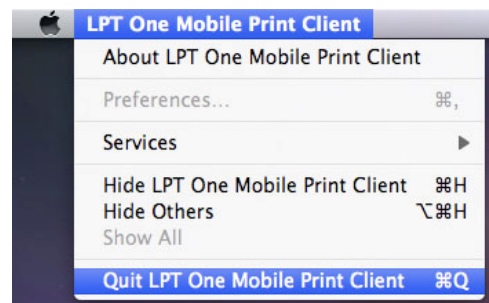 LPT One Mobile Print Client
About LPT One Mobile Print Client
Preferences... ⌘,
Services ▶
Hide LPT One Mobile Print Client ⌘H
Hide Others ⌥⌘H
Show All
Quit LPT One Mobile Print Client ⌘Q